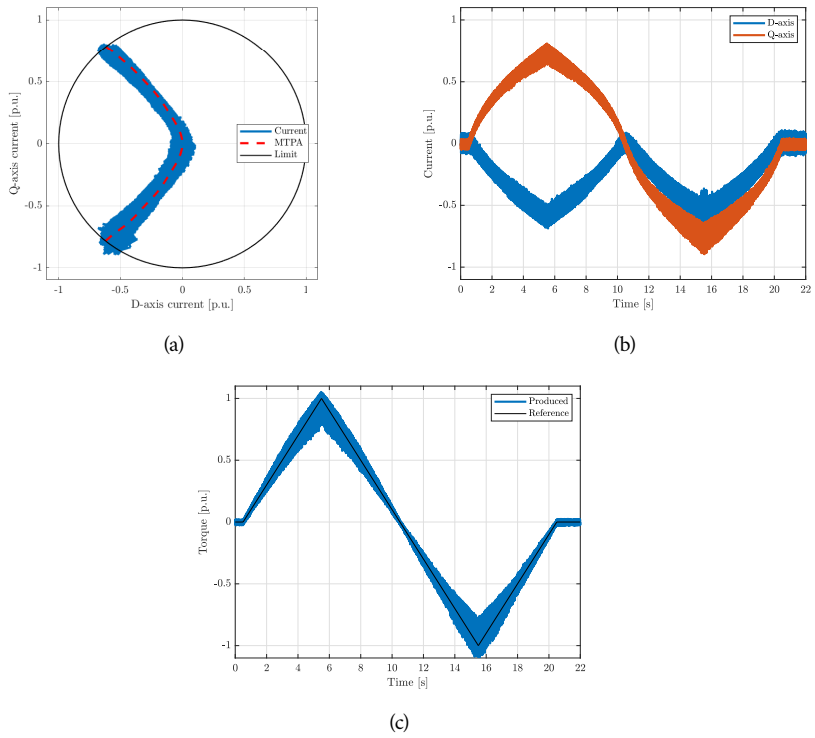 1
0.5
0
-0.5
-1
Q-axis current [p.u.]
-1
-0.5
0
0.5
1
D-axis current [p.u.]
Current
MTPA
Limit
(a)
1
0.5
0
-0.5
-1
Current [p.u.]
0 2 4 6 8 10 12 14 16 18 20 22
Time [s]
D-axis
Q-axis
(b)
1
0.5
0
-0.5
-1
Torque [p.u.]
0 2 4 6 8 10 12 14 16 18 20 22
Time [s]
Produced
Reference
(c)